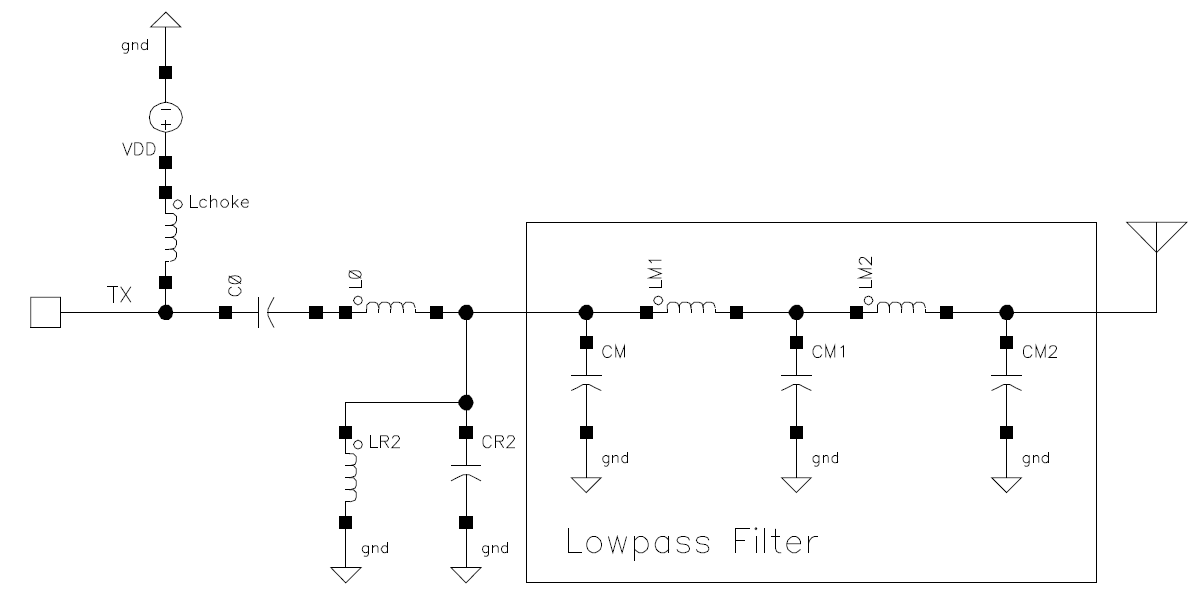 gnd
VDD
Lchoke
TX
CØ
LØ
LM1
LM2
CM
CM1
CM2
LR2
CR2
gnd
gnd
gnd
gnd
gnd
Lowpass Filter